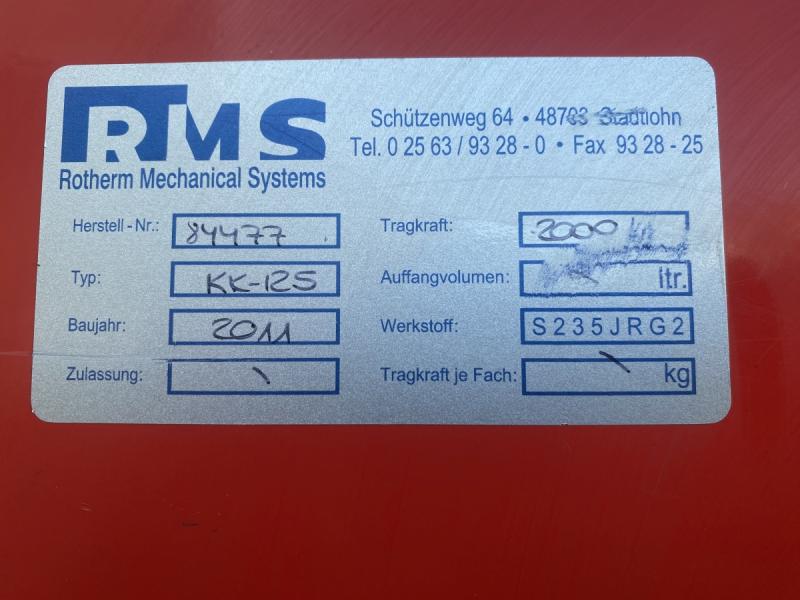 RMS
Rotherm Mechanical Systems
Schützenweg 64 • 48703 Stadtlohn
Tel. 0 25 63 / 93 28 - 0 • Fax 93 28 - 25
Herstell - Nr.: 84477
Typ: KK-125
Baujahr: 2011
Zulassung: \
Tragkraft: 2000
Auffangvolumen: ltr.
Werkstoff: S235JRG2
Tragkraft je Fach: \ kg